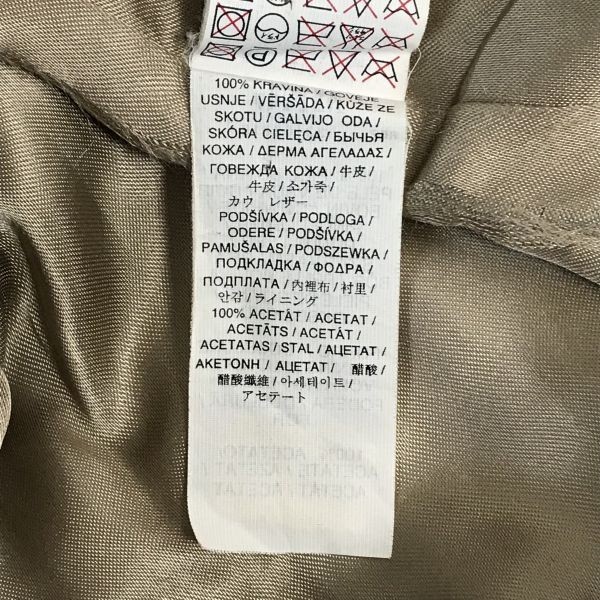 100% KRAVINA / GOVEJE
USNJE / VĒRŠĀDA / KÜZE ZE
SKOTU / GALVIJO ODA /
SKÓRA CIELĘCA / БЫЧЬЯ
КОЖА / ΔΕΡΜΑ ΑΓΕΛΑΔΑΣ /
ГОВЕЖДА КОЖА / 牛皮 /
牛皮 / 소가죽 /
カウ レザー
PODŠÍVKA / PODLOGA /
ODERE / PODŠÍVKA /
PAMUŠALAS / PODSZEWKA /
ПОДКЛАДКА / ΦΟΔΡΑ /
ПОДПЛАТА / 內裡布 / 衬里 /
안감 / ライニング
100% ACETÁT / ACETAT /
ACETĀTS / ACETÁT /
ACETATAS / STAL / АЦЕТАТ /
ΑΚΕΤΟΝΗ / АЦЕТАТ / 醋酸 /
醋酸纖維 / 아세테이트 /
アセテート